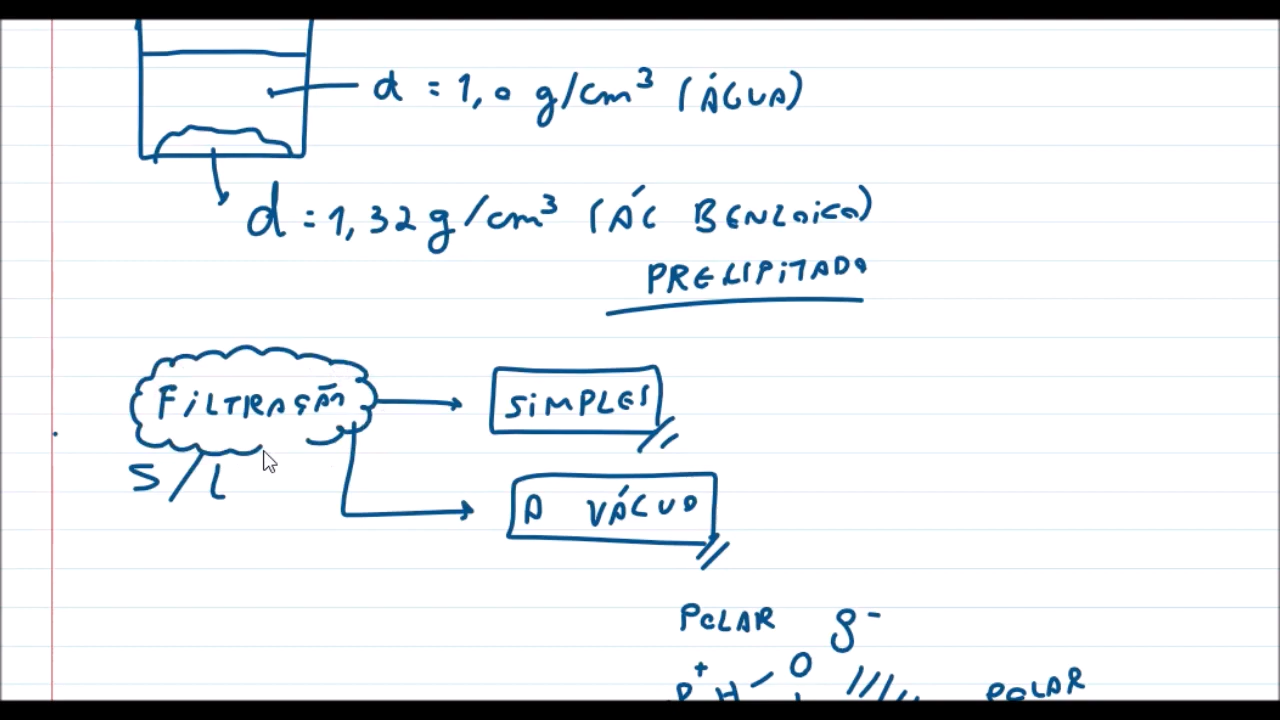 d = 1,0 g/cm³ (ÁGUA)
d = 1,32 g/cm³ (ÁC BENZOICO)
PRECIPITADO
FILTRAÇÃO
SIMPLES
S/L
A VÁCUO
POLAR δ-
O
+
H
POLAR